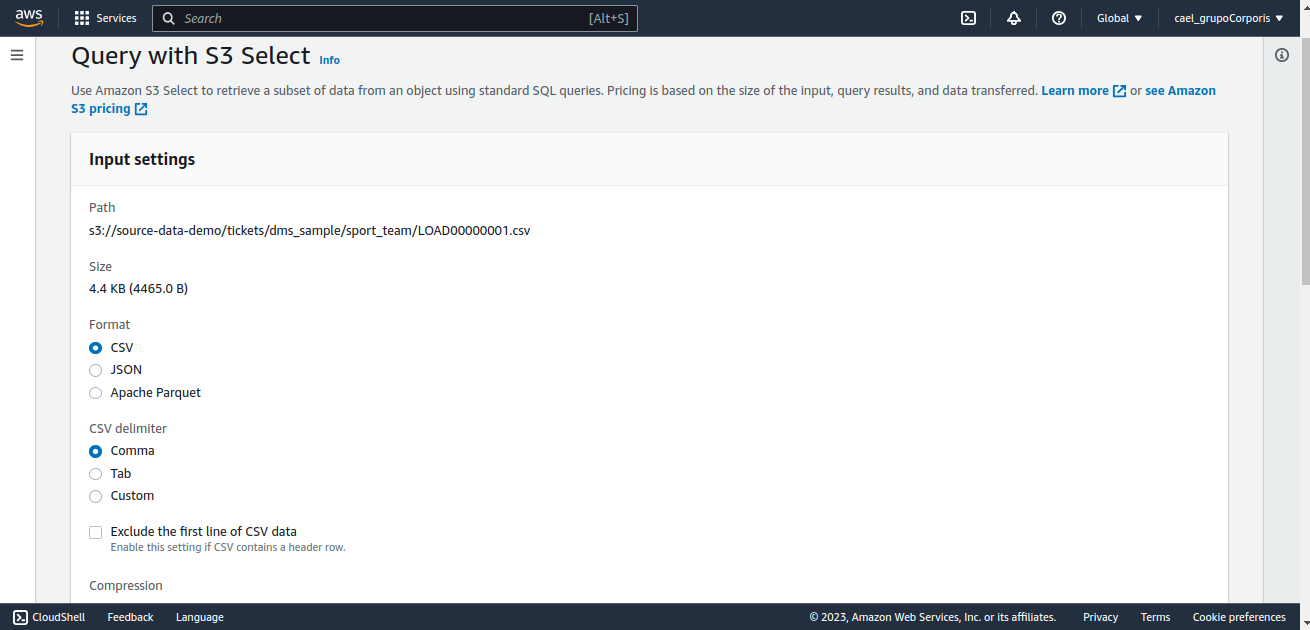 aws Services Search [Alt+S] Global cael_grupoCorporis
Query with S3 Select Info
Use Amazon S3 Select to retrieve a subset of data from an object using standard SQL queries. Pricing is based on the size of the input, query results, and data transferred. Learn more or see Amazon
S3 pricing
Input settings
Path
s3://source-data-demo/tickets/dms_sample/sport_team/LOAD00000001.csv
Size
4.4 KB (4465.0 B)
Format
CSV
JSON
Apache Parquet
CSV delimiter
Comma
Tab
Custom
Exclude the first line of CSV data
Enable this setting if CSV contains a header row.
Compression
CloudShell Feedback Language © 2023, Amazon Web Services, Inc. or its affiliates. Privacy Terms Cookie preferences